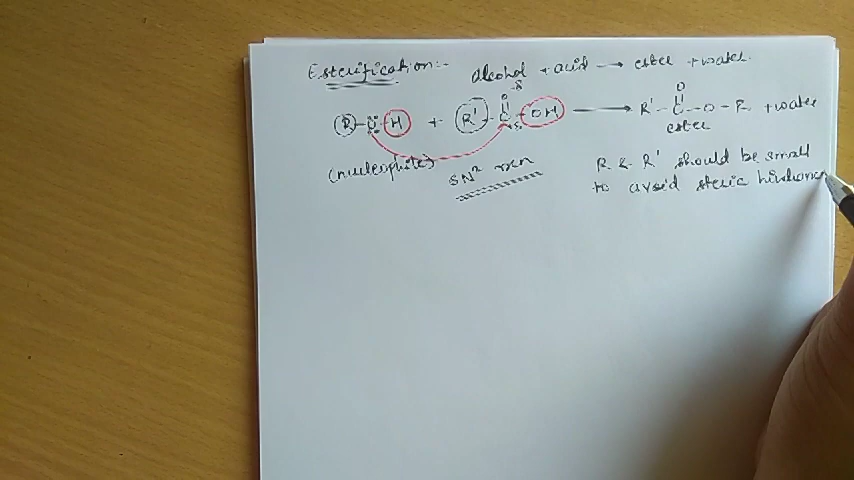 Esterification:- alcohol + acid → ester + water.
R-Ö-H + R'-C(=O)-OH → R'-C(=O)-O-R + water
ester
(nucleophile) SN² rxn
R & R' should be small
to avoid steric hindrance